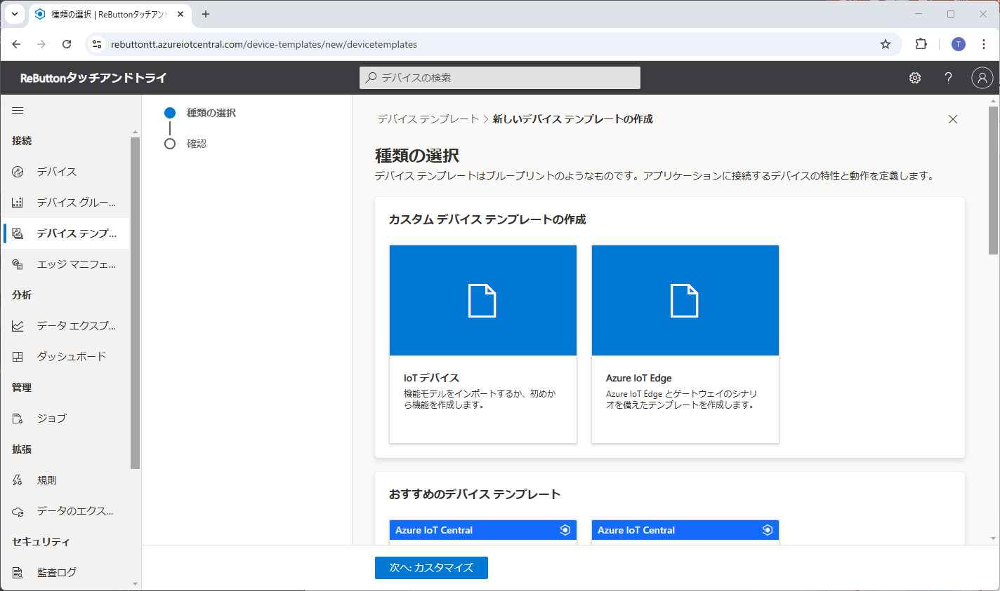 種類の選択 | ReButtonタッチアンド
rebuttontt.azureiotcentral.com/device-templates/new/devicetemplates
T
ReButtonタッチアンドトライ
デバイスの検索
接続
デバイス
デバイス グルー...
デバイス テンプ...
エッジ マニフェ...
分析
データ エクスプ...
ダッシュボード
管理
ジョブ
拡張
規則
データのエクス...
セキュリティ
監査ログ
種類の選択
確認
デバイス テンプレート > 新しいデバイス テンプレートの作成
種類の選択
デバイス テンプレートはブループリントのようなものです。アプリケーションに接続するデバイスの特性と動作を定義します。
カスタム デバイス テンプレートの作成
IoT デバイス
機能モデルをインポートするか、初めか
ら機能を作成します。
Azure IoT Edge
Azure IoT Edge とゲートウェイのシナリ
オを備えたテンプレートを作成します。
おすすめのデバイス テンプレート
Azure IoT Central
Azure IoT Central
次へ: カスタマイズ